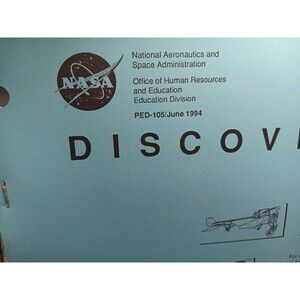 NASA
National Aeronautics and
Space Administration
Office of Human Resources
and Education
Education Division
PED-105/June 1994
DISCOV
For